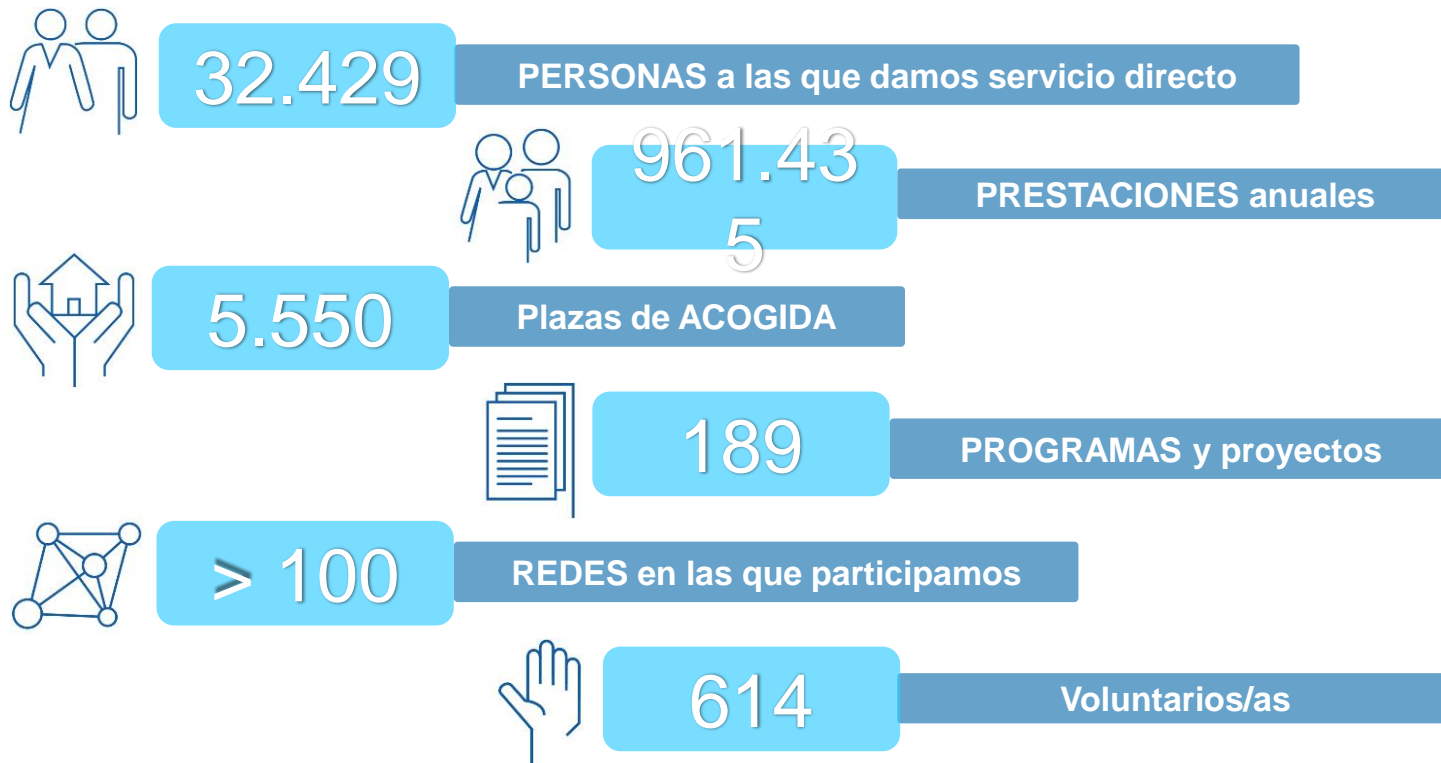 32.429
PERSONAS a las que damos servicio directo
961.43
5
PRESTACIONES anuales
5.550
Plazas de ACOGIDA
189
PROGRAMAS y proyectos
> 100
REDES en las que participamos
614
Voluntarios/as